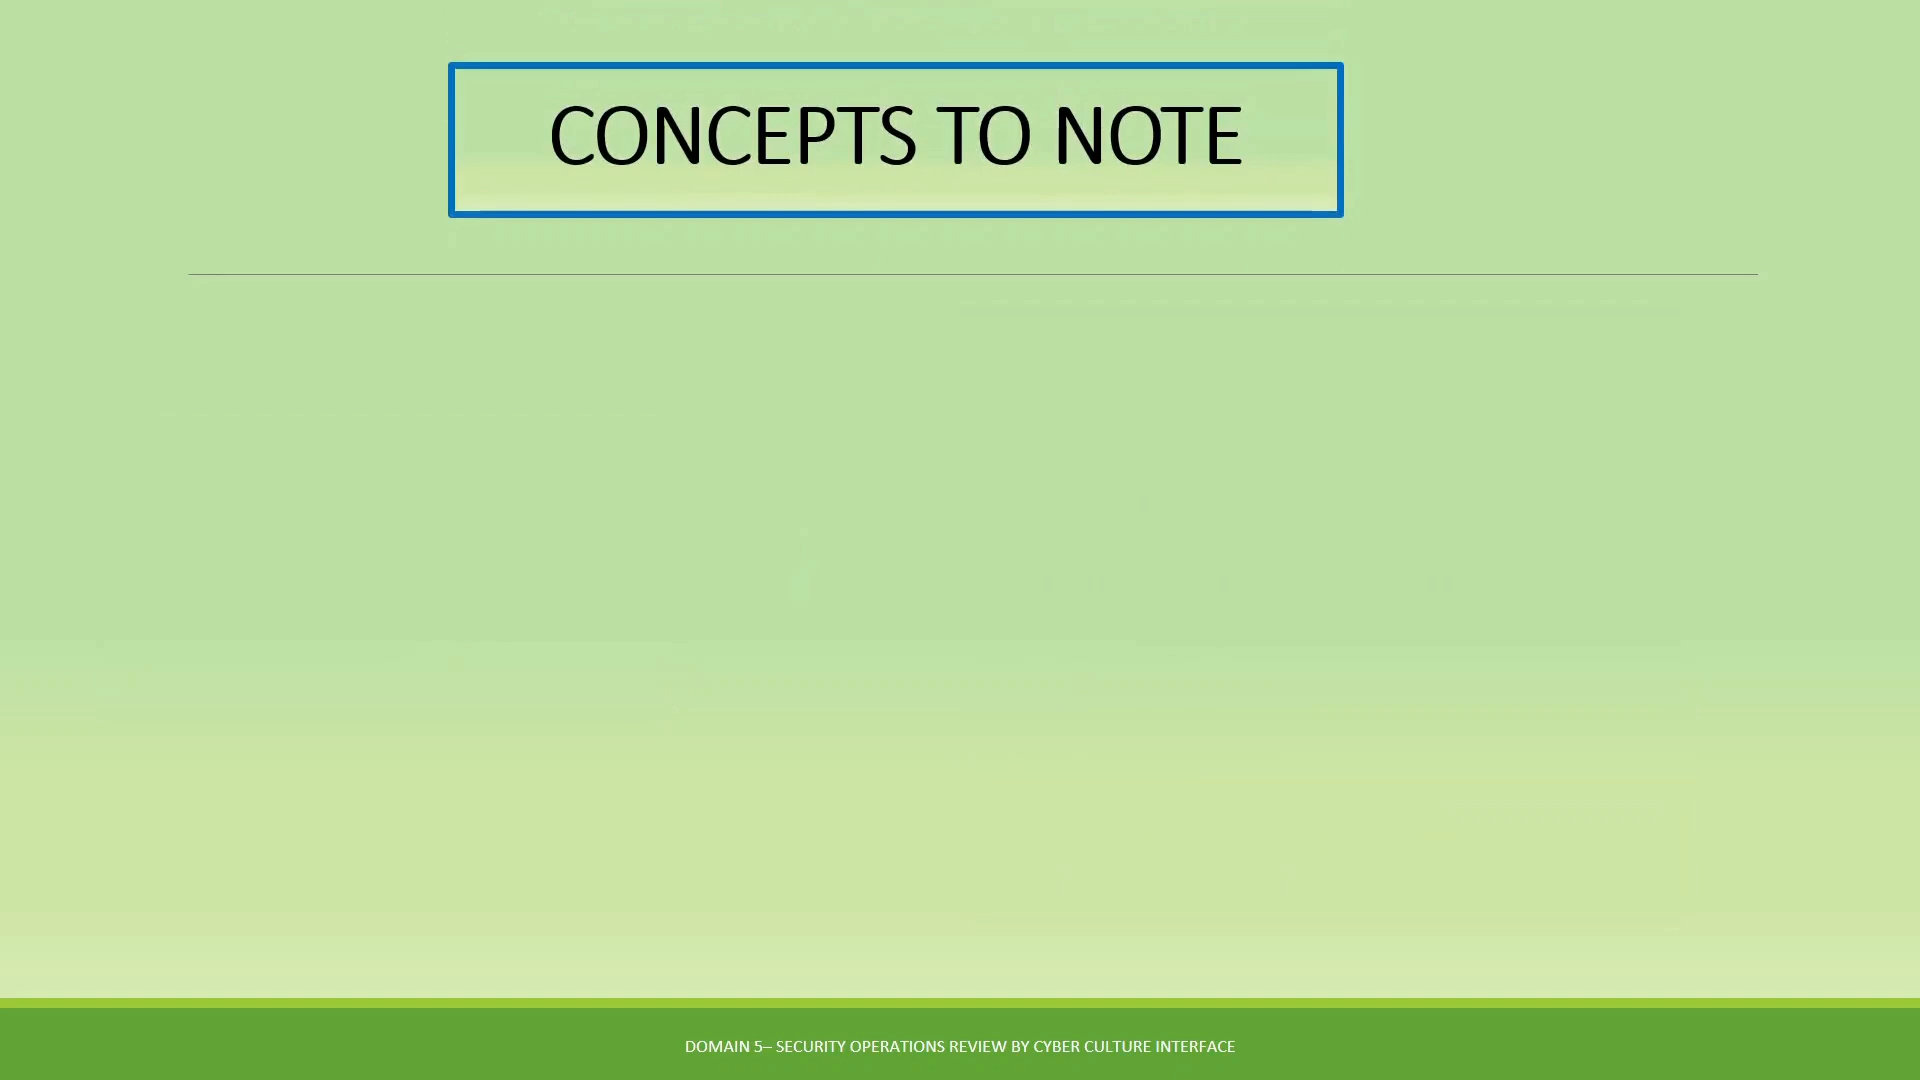 CONCEPTS TO NOTE
DOMAIN 5– SECURITY OPERATIONS REVIEW BY CYBER CULTURE INTERFACE